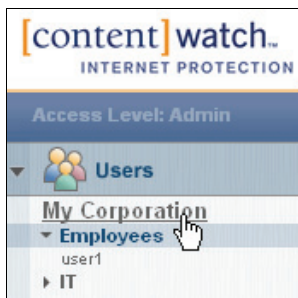 [content]watch™
INTERNET PROTECTION
Access Level: Admin
Users
My Corporation
Employees
user1
IT